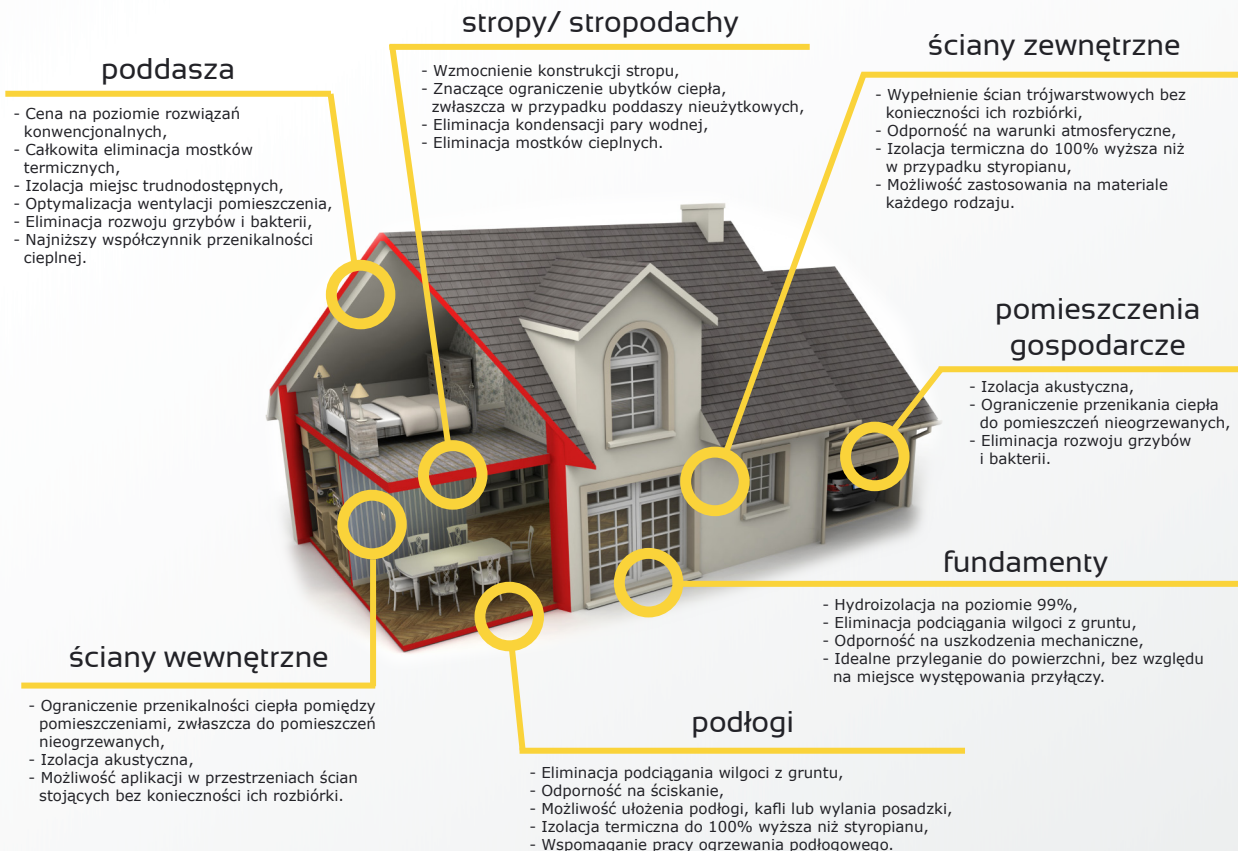 poddasza
- Cena na poziomie rozwiązań
konwencjonalnych,
- Całkowita eliminacja mostków
termicznych,
- Izolacja miejsc trudnodostępnych,
- Optymalizacja wentylacji pomieszczenia,
- Eliminacja rozwoju grzybów i bakterii,
- Najniższy współczynnik przenikalności
cieplnej.
stropy/ stropodachy
- Wzmocnienie konstrukcji stropu,
- Znaczące ograniczenie ubytków ciepła,
zwłaszcza w przypadku poddaszy nieużytkowych,
- Eliminacja kondensacji pary wodnej,
- Eliminacja mostków cieplnych.
ściany zewnętrzne
- Wypełnienie ścian trójwarstwowych bez
konieczności ich rozbiórki,
- Odporność na warunki atmosferyczne,
- Izolacja termiczna do 100% wyższa niż
w przypadku styropianu,
- Możliwość zastosowania na materiale
każdego rodzaju.
pomieszczenia
gospodarcze
- Izolacja akustyczna,
- Ograniczenie przenikania ciepła
do pomieszczeń nieogrzewanych,
- Eliminacja rozwoju grzybów
i bakterii.
fundamenty
- Hydroizolacja na poziomie 99%,
- Eliminacja podciągania wilgoci z gruntu,
- Odporność na uszkodzenia mechaniczne,
- Idealne przyleganie do powierzchni, bez względu
na miejsce występowania przyłączy.
ściany wewnętrzne
- Ograniczenie przenikalności ciepła pomiędzy
pomieszczeniami, zwłaszcza do pomieszczeń
nieogrzewanych,
- Izolacja akustyczna,
- Możliwość aplikacji w przestrzeniach ścian
stojących bez konieczności ich rozbiórki.
podłogi
- Eliminacja podciągania wilgoci z gruntu,
- Odporność na ściskanie,
- Możliwość ułożenia podłogi, kafli lub wylania posadzki,
- Izolacja termiczna do 100% wyższa niż styropianu,
- Wspomaganie pracy ogrzewania podłogowego.